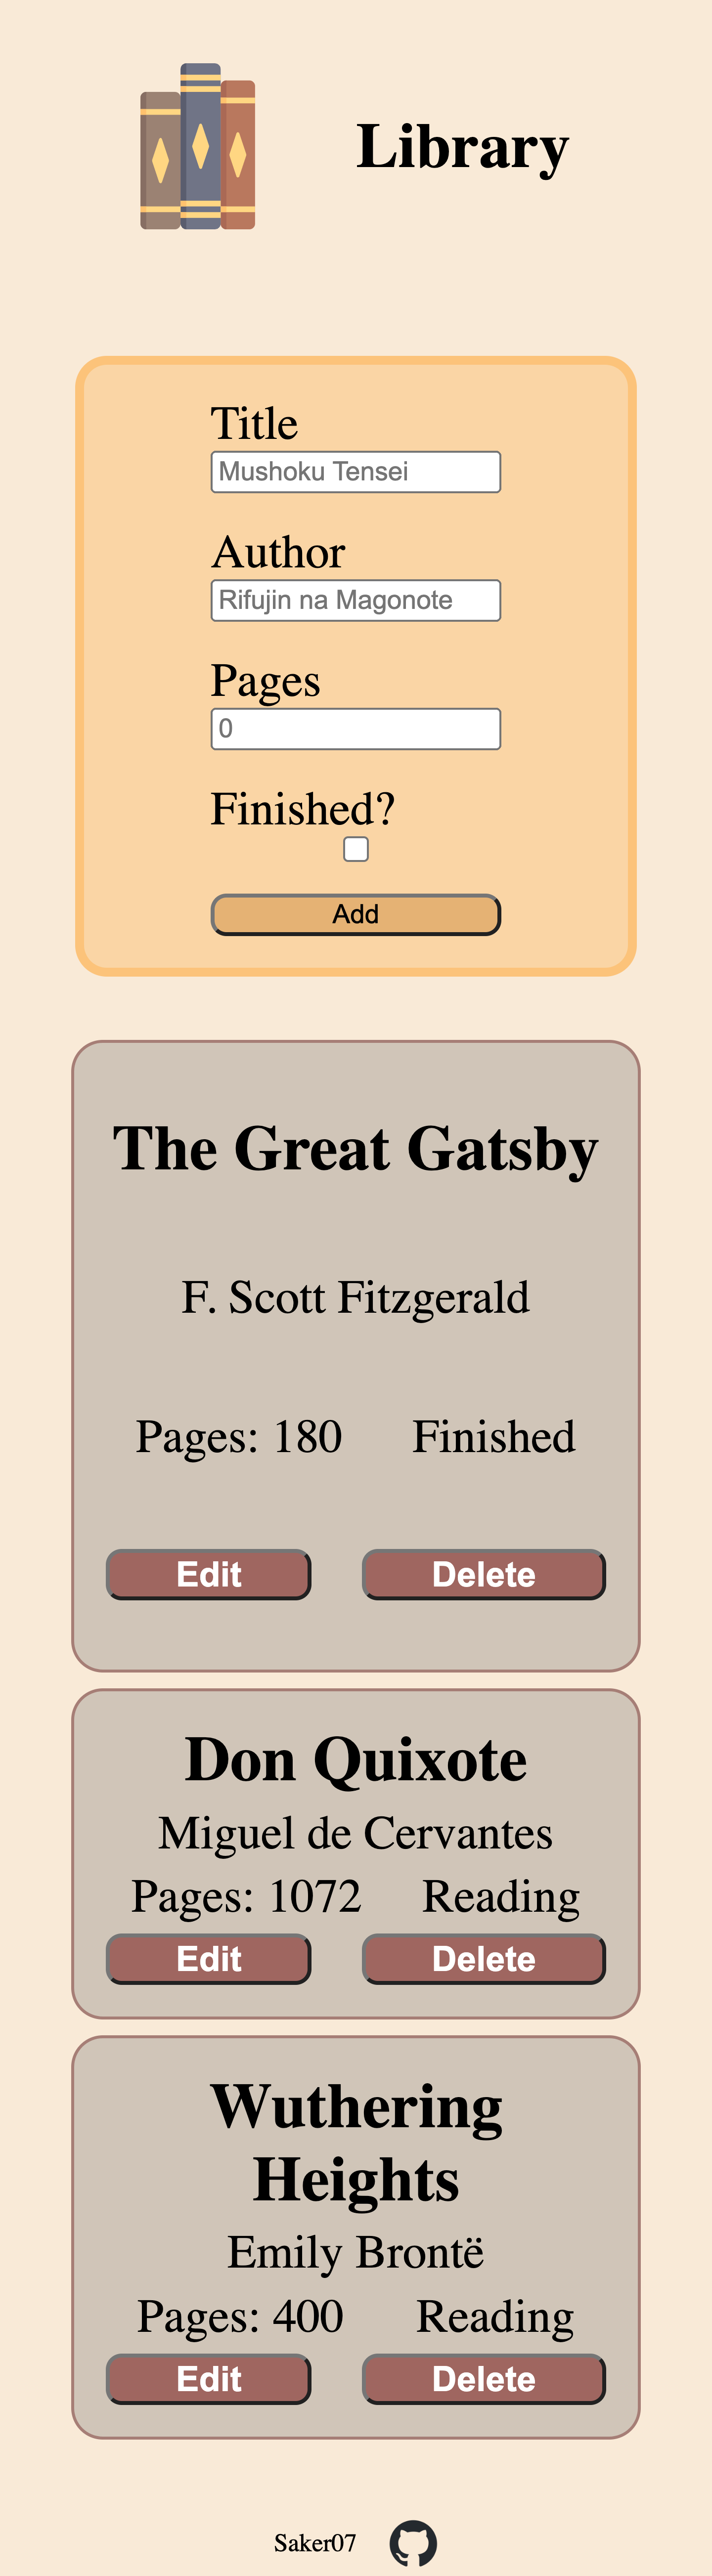 Library
Title
Mushoku Tensei
Author
Rifujin na Magonote
Pages
0
Finished?
Add
The Great Gatsby
F. Scott Fitzgerald
Pages: 180 Finished
Edit Delete
Don Quixote
Miguel de Cervantes
Pages: 1072 Reading
Edit Delete
Wuthering
Heights
Emily Brontë
Pages: 400 Reading
Edit Delete
Saker07